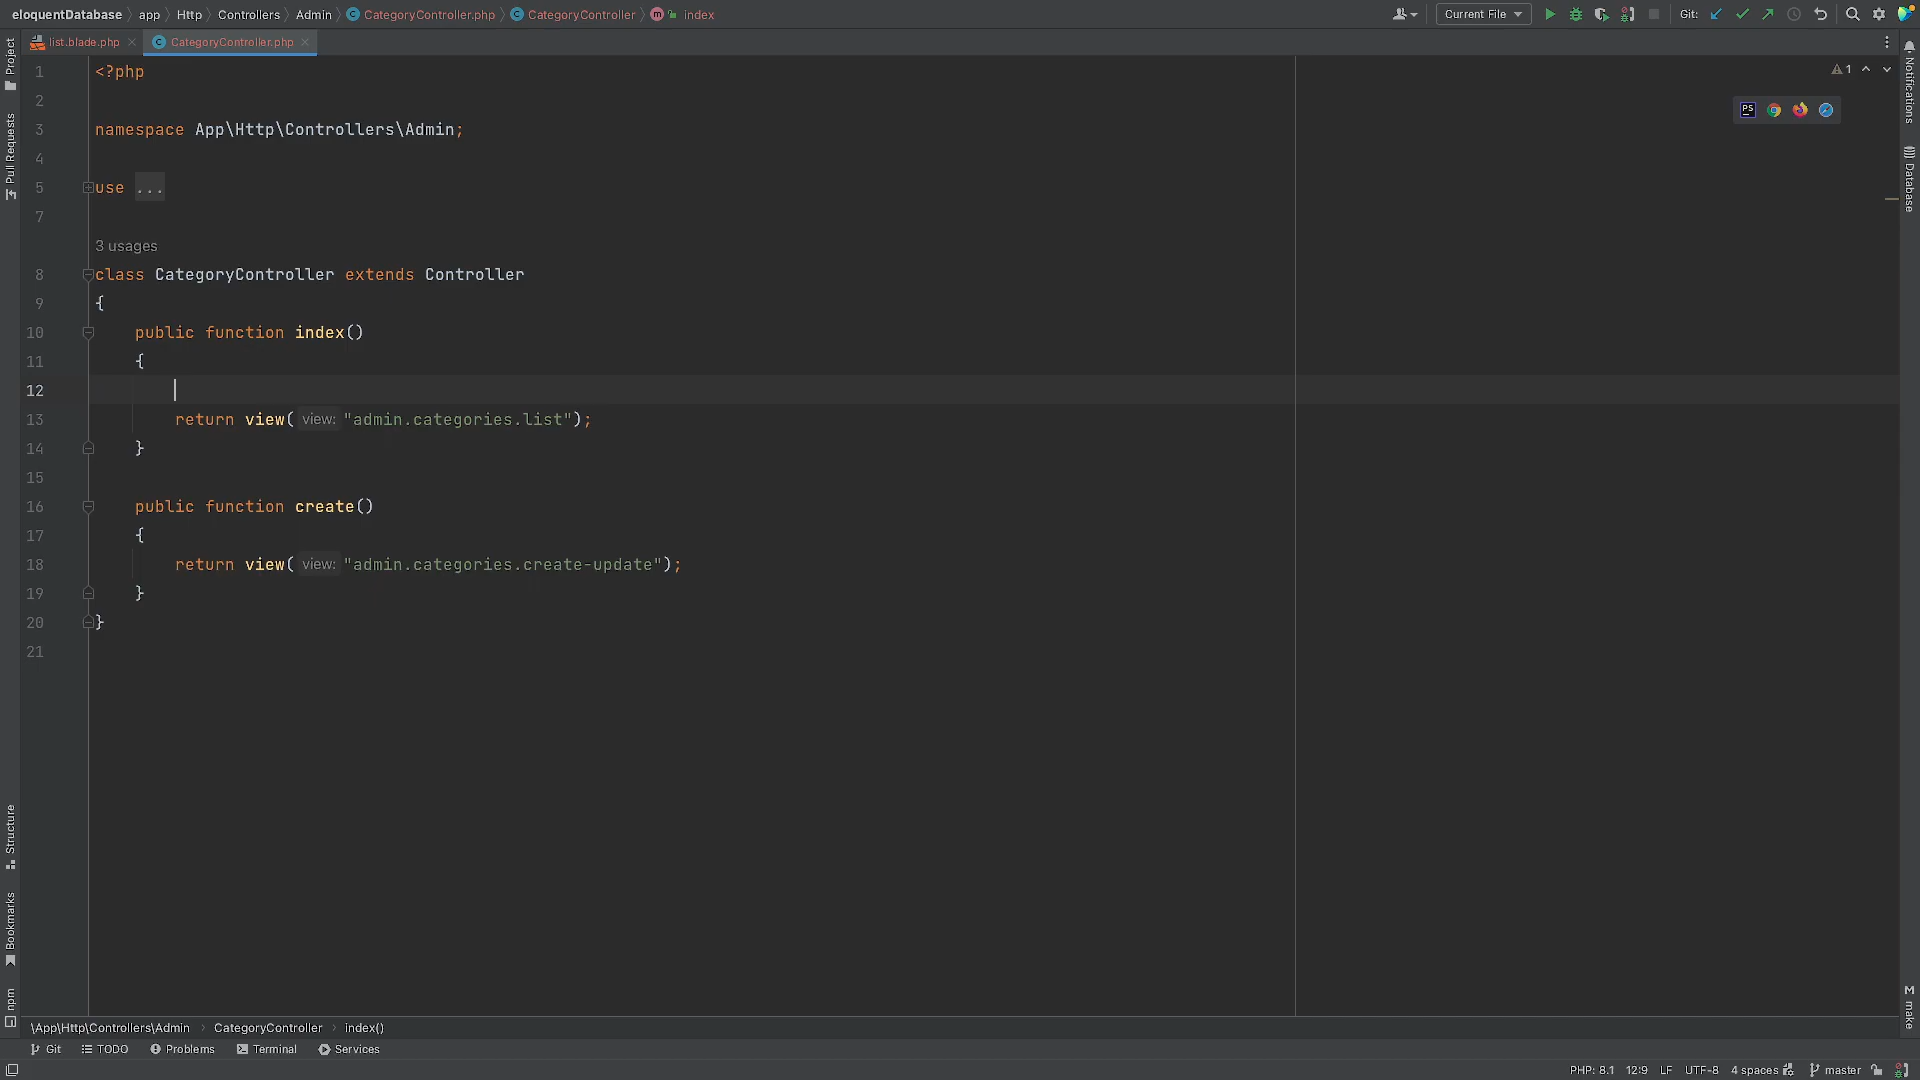 eloquentDatabase 〉 app 〉 Http 〉 Controllers 〉 Admin 〉 CategoryController.php 〉 CategoryController 〉 m index
Current File
Git:
list.blade.php
CategoryController.php
1 <?php
2
3 namespace App\Http\Controllers\Admin;
4
5 use ...
7
3 usages
8 class CategoryController extends Controller
9 {
10 public function index()
11 {
12
13 return view( view: "admin.categories.list");
14 }
15
16 public function create()
17 {
18 return view( view: "admin.categories.create-update");
19 }
20 }
21
1
PS
Project
Pull Requests
Structure
Bookmarks
npm
Notifications
Database
M make
\App\Http\Controllers\Admin › CategoryController › index()
Git TODO Problems Terminal Services
PHP: 8.1 12:9 LF UTF-8 4 spaces master